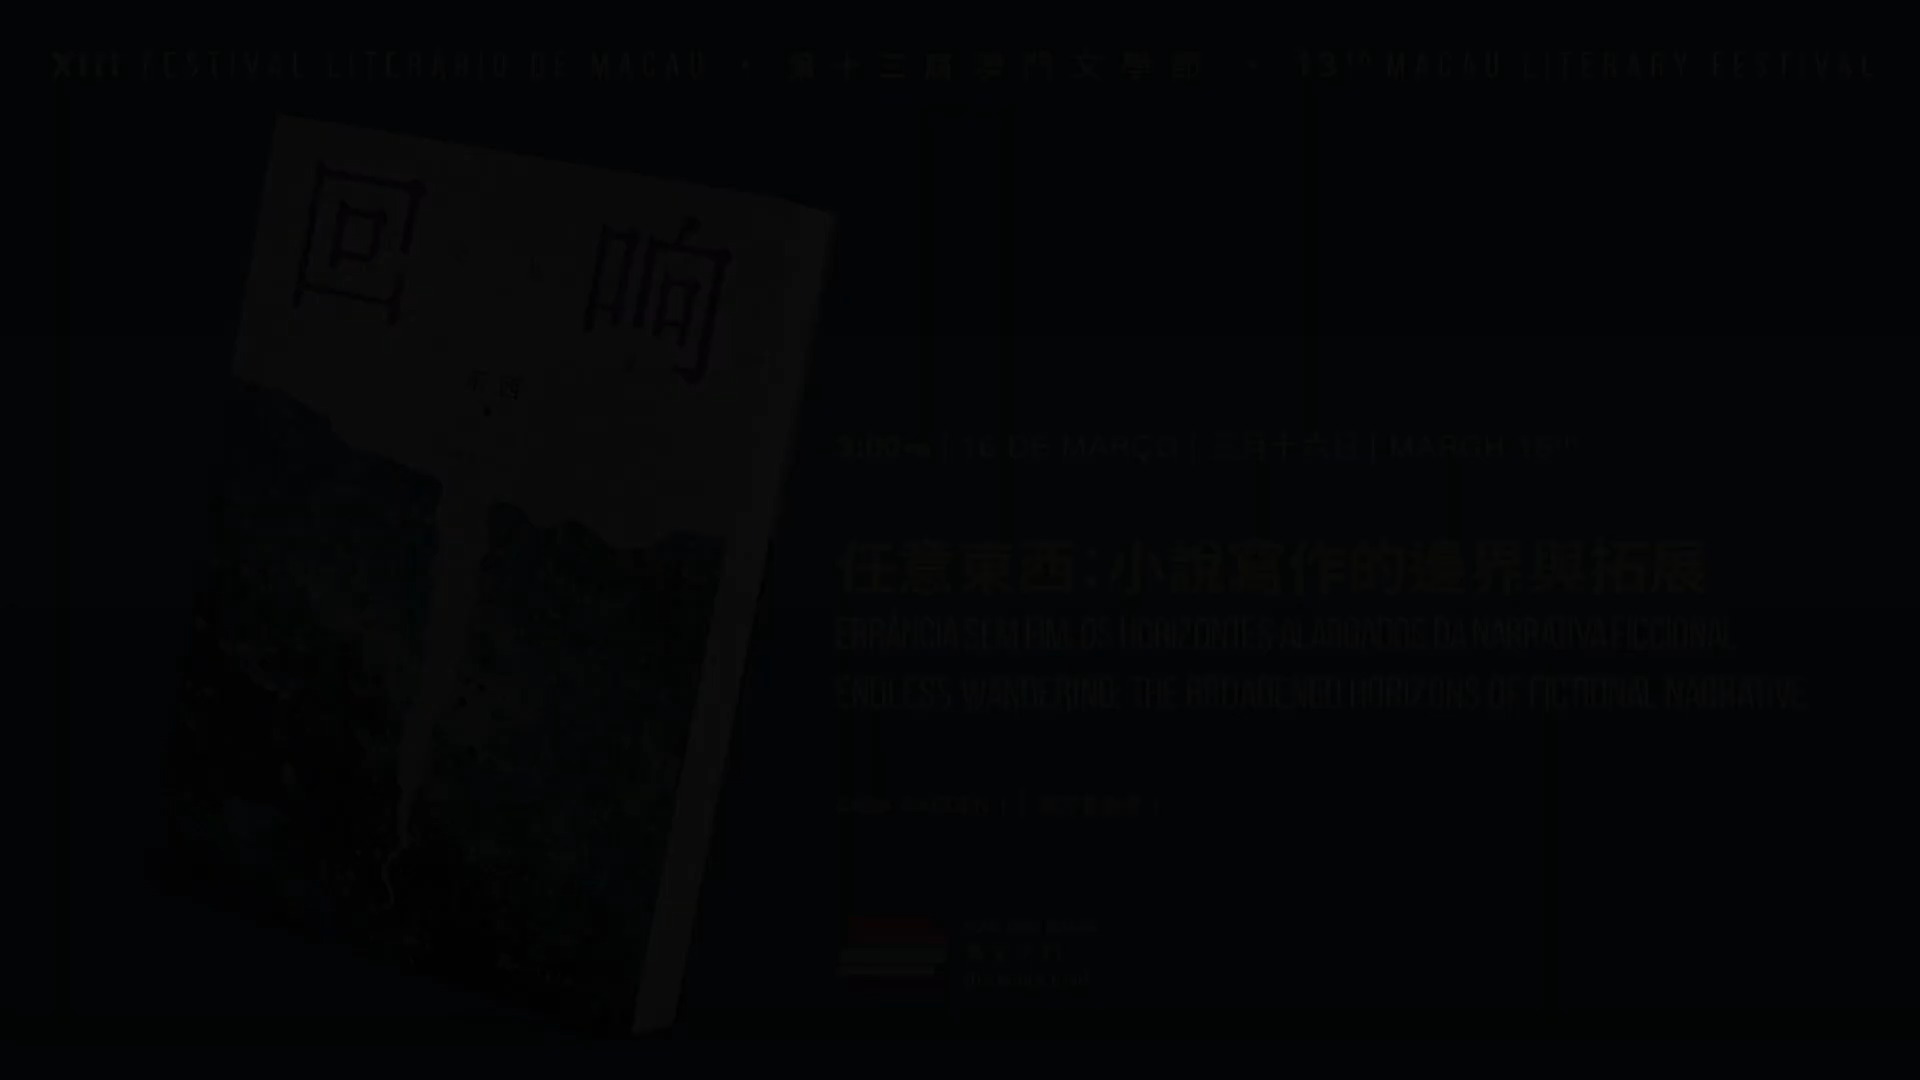 XIII FESTIVAL LITERÁRIO DE MACAU • 第十三屆澳門文學節 • 13th MACAU LITERARY FESTIVAL
回响
東西
16 DE MARÇO | 三月十六日 | MARCH 16th
任意東西:小說寫作的邊界與拓展
ERRÂNCIA SEM FIM: OS HORIZONTES ALARGADOS DA NARRATIVA FICCIONAL
ENDLESS WANDERING: THE BROADENED HORIZONS OF FICTIONAL NARRATIVE